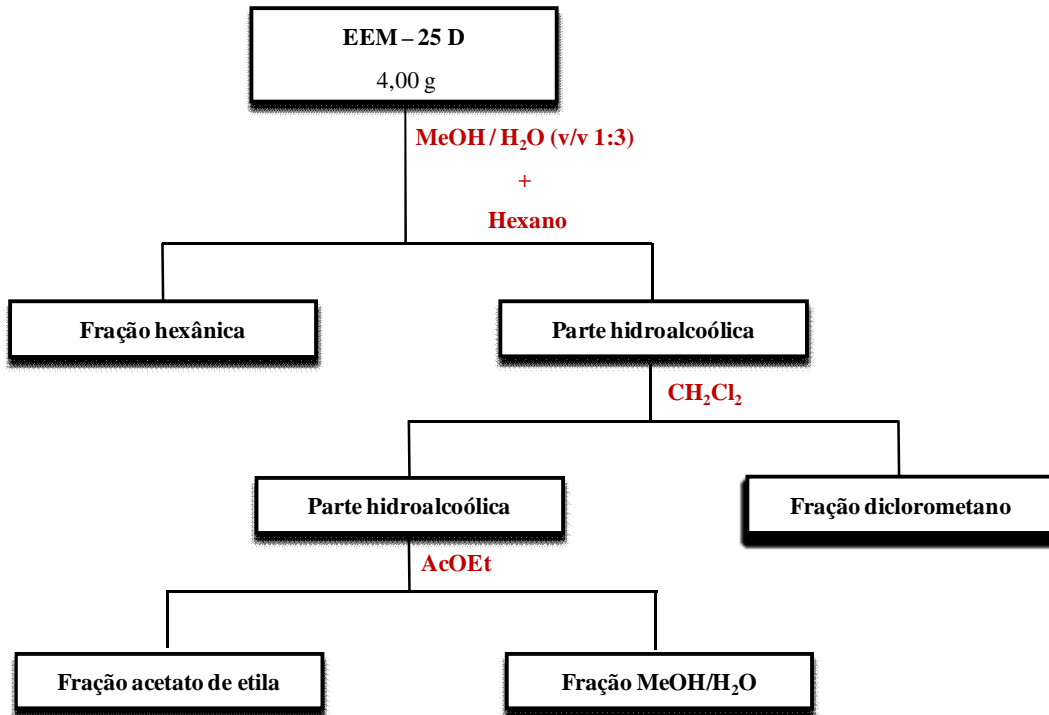 EEM – 25 D
4,00 g
MeOH / H₂O (v/v 1:3)
+
Hexano
Fração hexânica
Parte hidroalcoólica
CH₂Cl₂
Parte hidroalcoólica
Fração diclorometano
AcOEt
Fração acetato de etila
Fração MeOH/H₂O